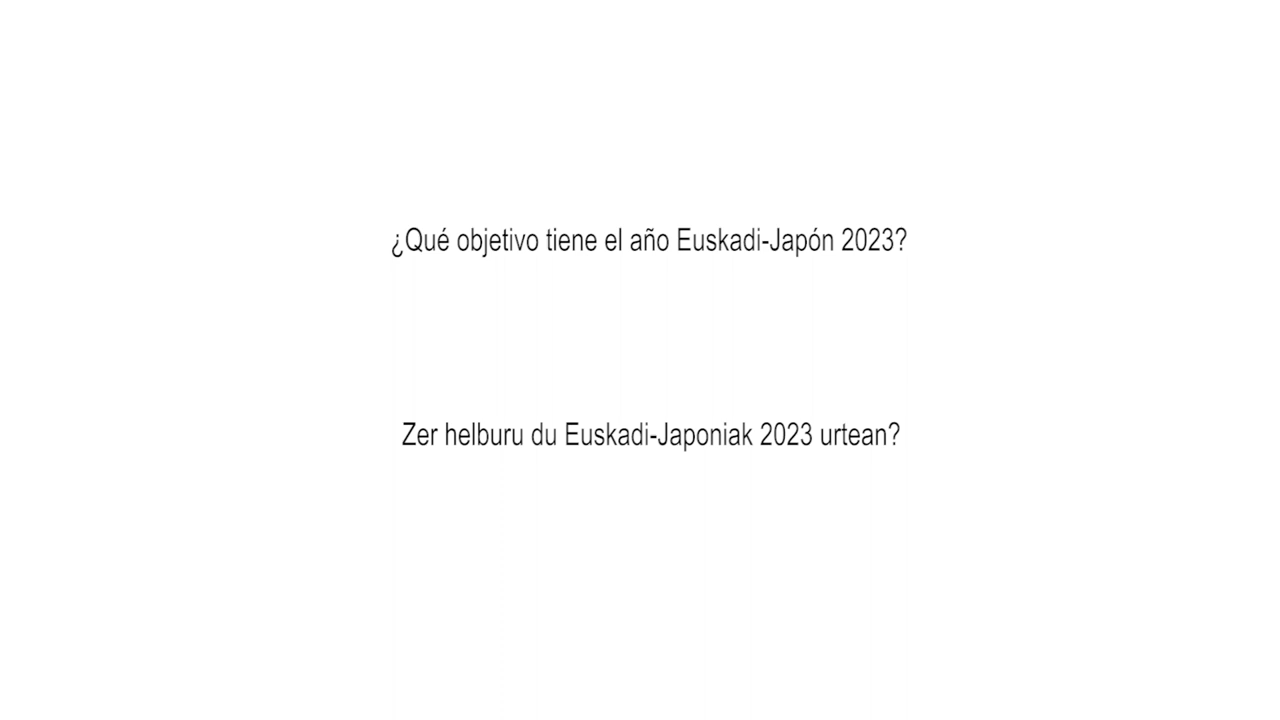 ¿Qué objetivo tiene el año Euskadi-Japón 2023?
Zer helburu du Euskadi-Japoniak 2023 urtean?